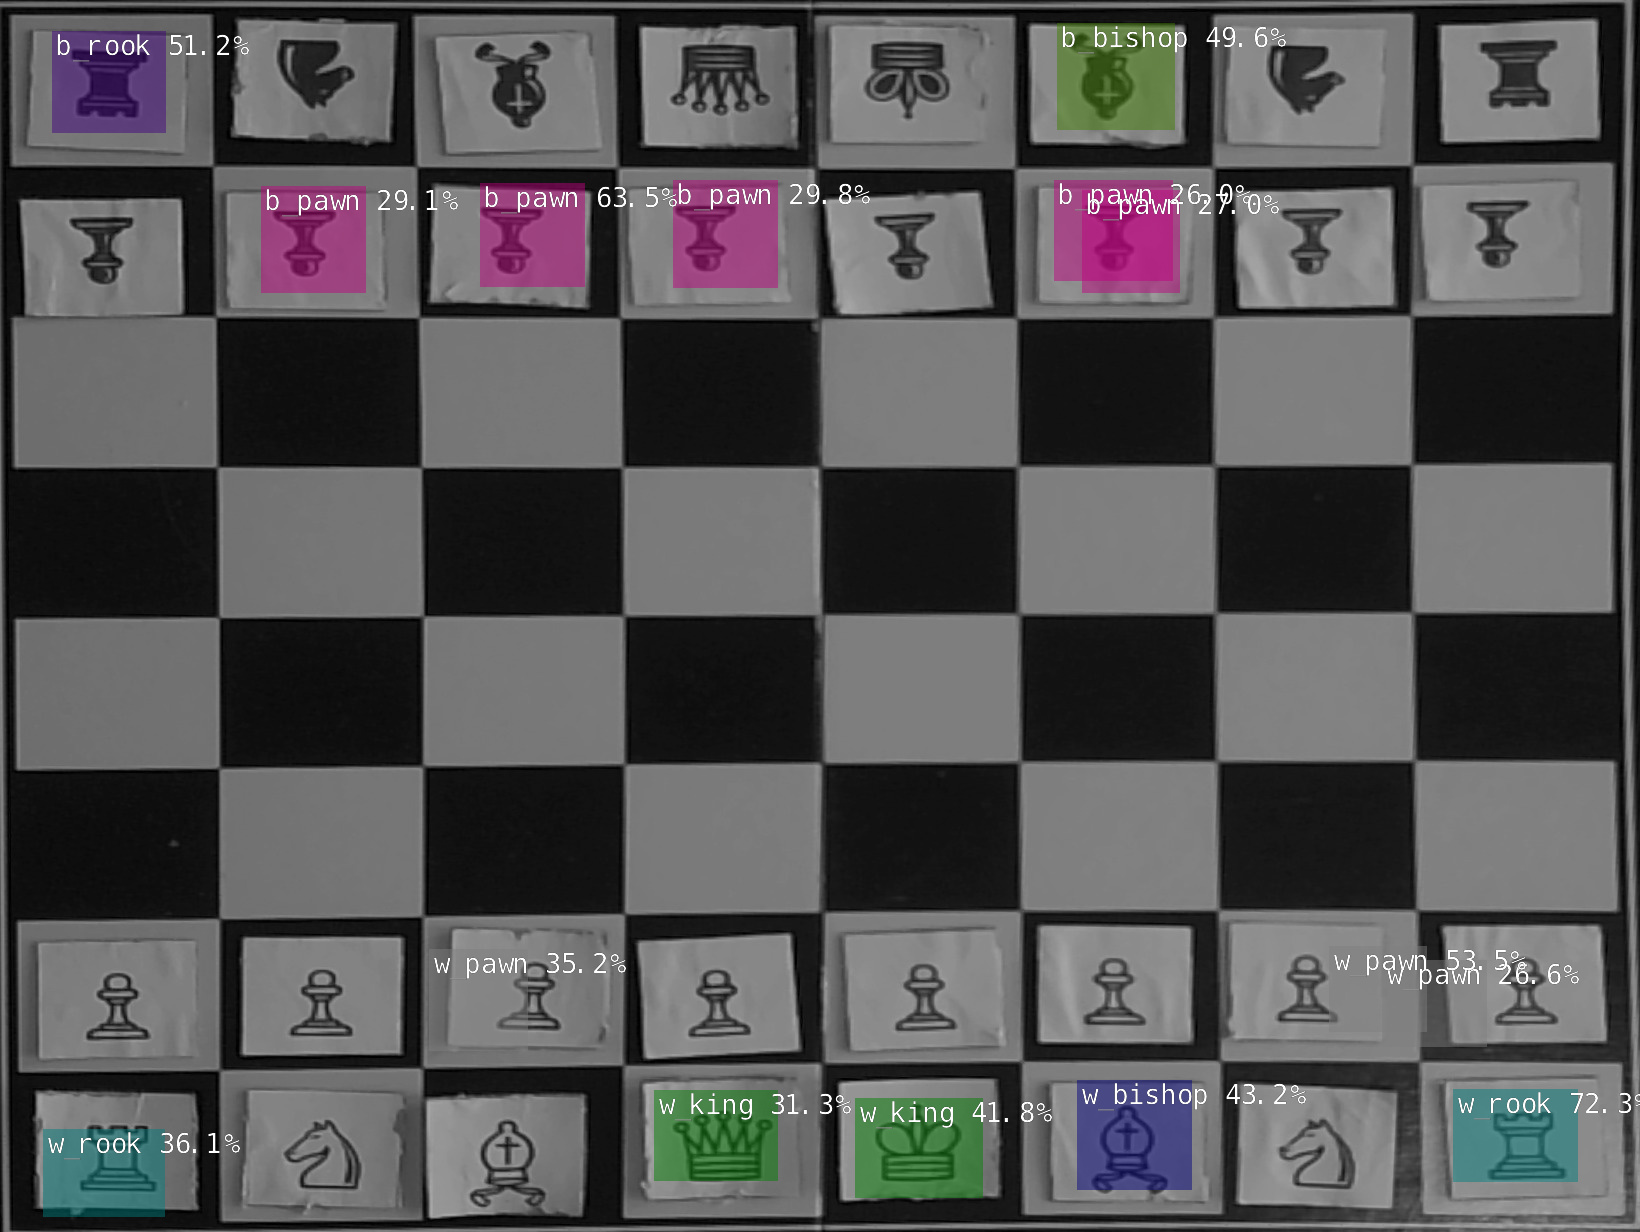 b_rook 51.2%
b_bishop 49.6%
b_pawn 29.1%
b_pawn 63.5%
b_pawn 29.8%
b_pawn 26.0%
b_pawn 27.0%
w_pawn 35.2%
w_pawn 53.5%
w_pawn 26.6%
w_king 31.3%
w_king 41.8%
w_bishop 43.2%
w_rook 72.3%
w_rook 36.1%